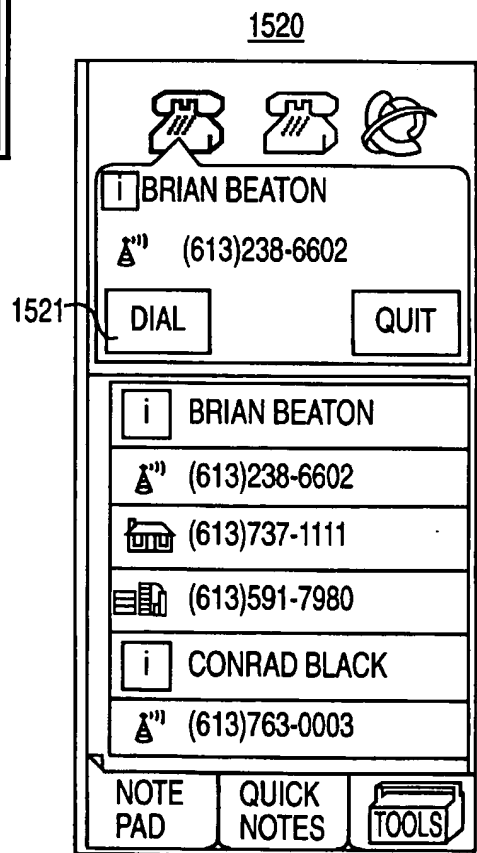 1520
i BRIAN BEATON
(613)238-6602
1521
DIAL QUIT
i BRIAN BEATON
(613)238-6602
(613)737-1111
(613)591-7980
i CONRAD BLACK
(613)763-0003
NOTE PAD
QUICK NOTES
TOOLS